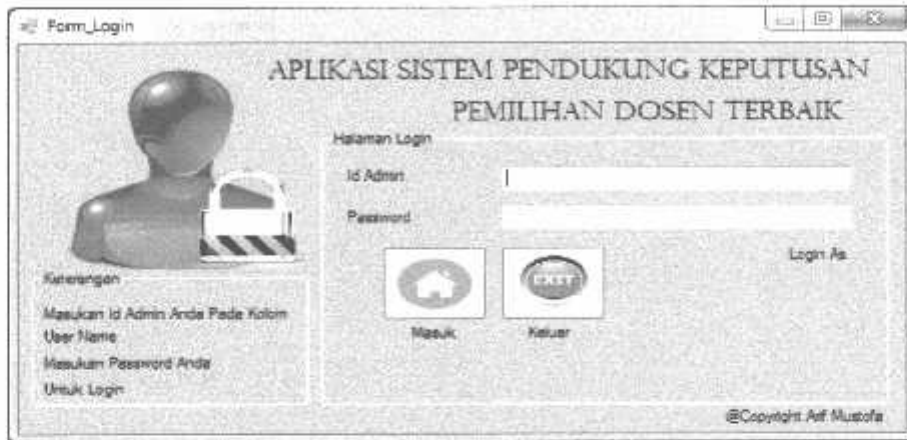 Form_Login
APLIKASI SISTEM PENDUKUNG KEPUTUSAN
PEMILIHAN DOSEN TERBAIK
Halaman Login
Id Admin
Password
Login As
EXIT
Masuk
Keluar
Keterangan
Masukan Id Admin Anda Pada Kolom
User Name
Masukan Password Anda
Untuk Login
@Copyright Arif Mustofa